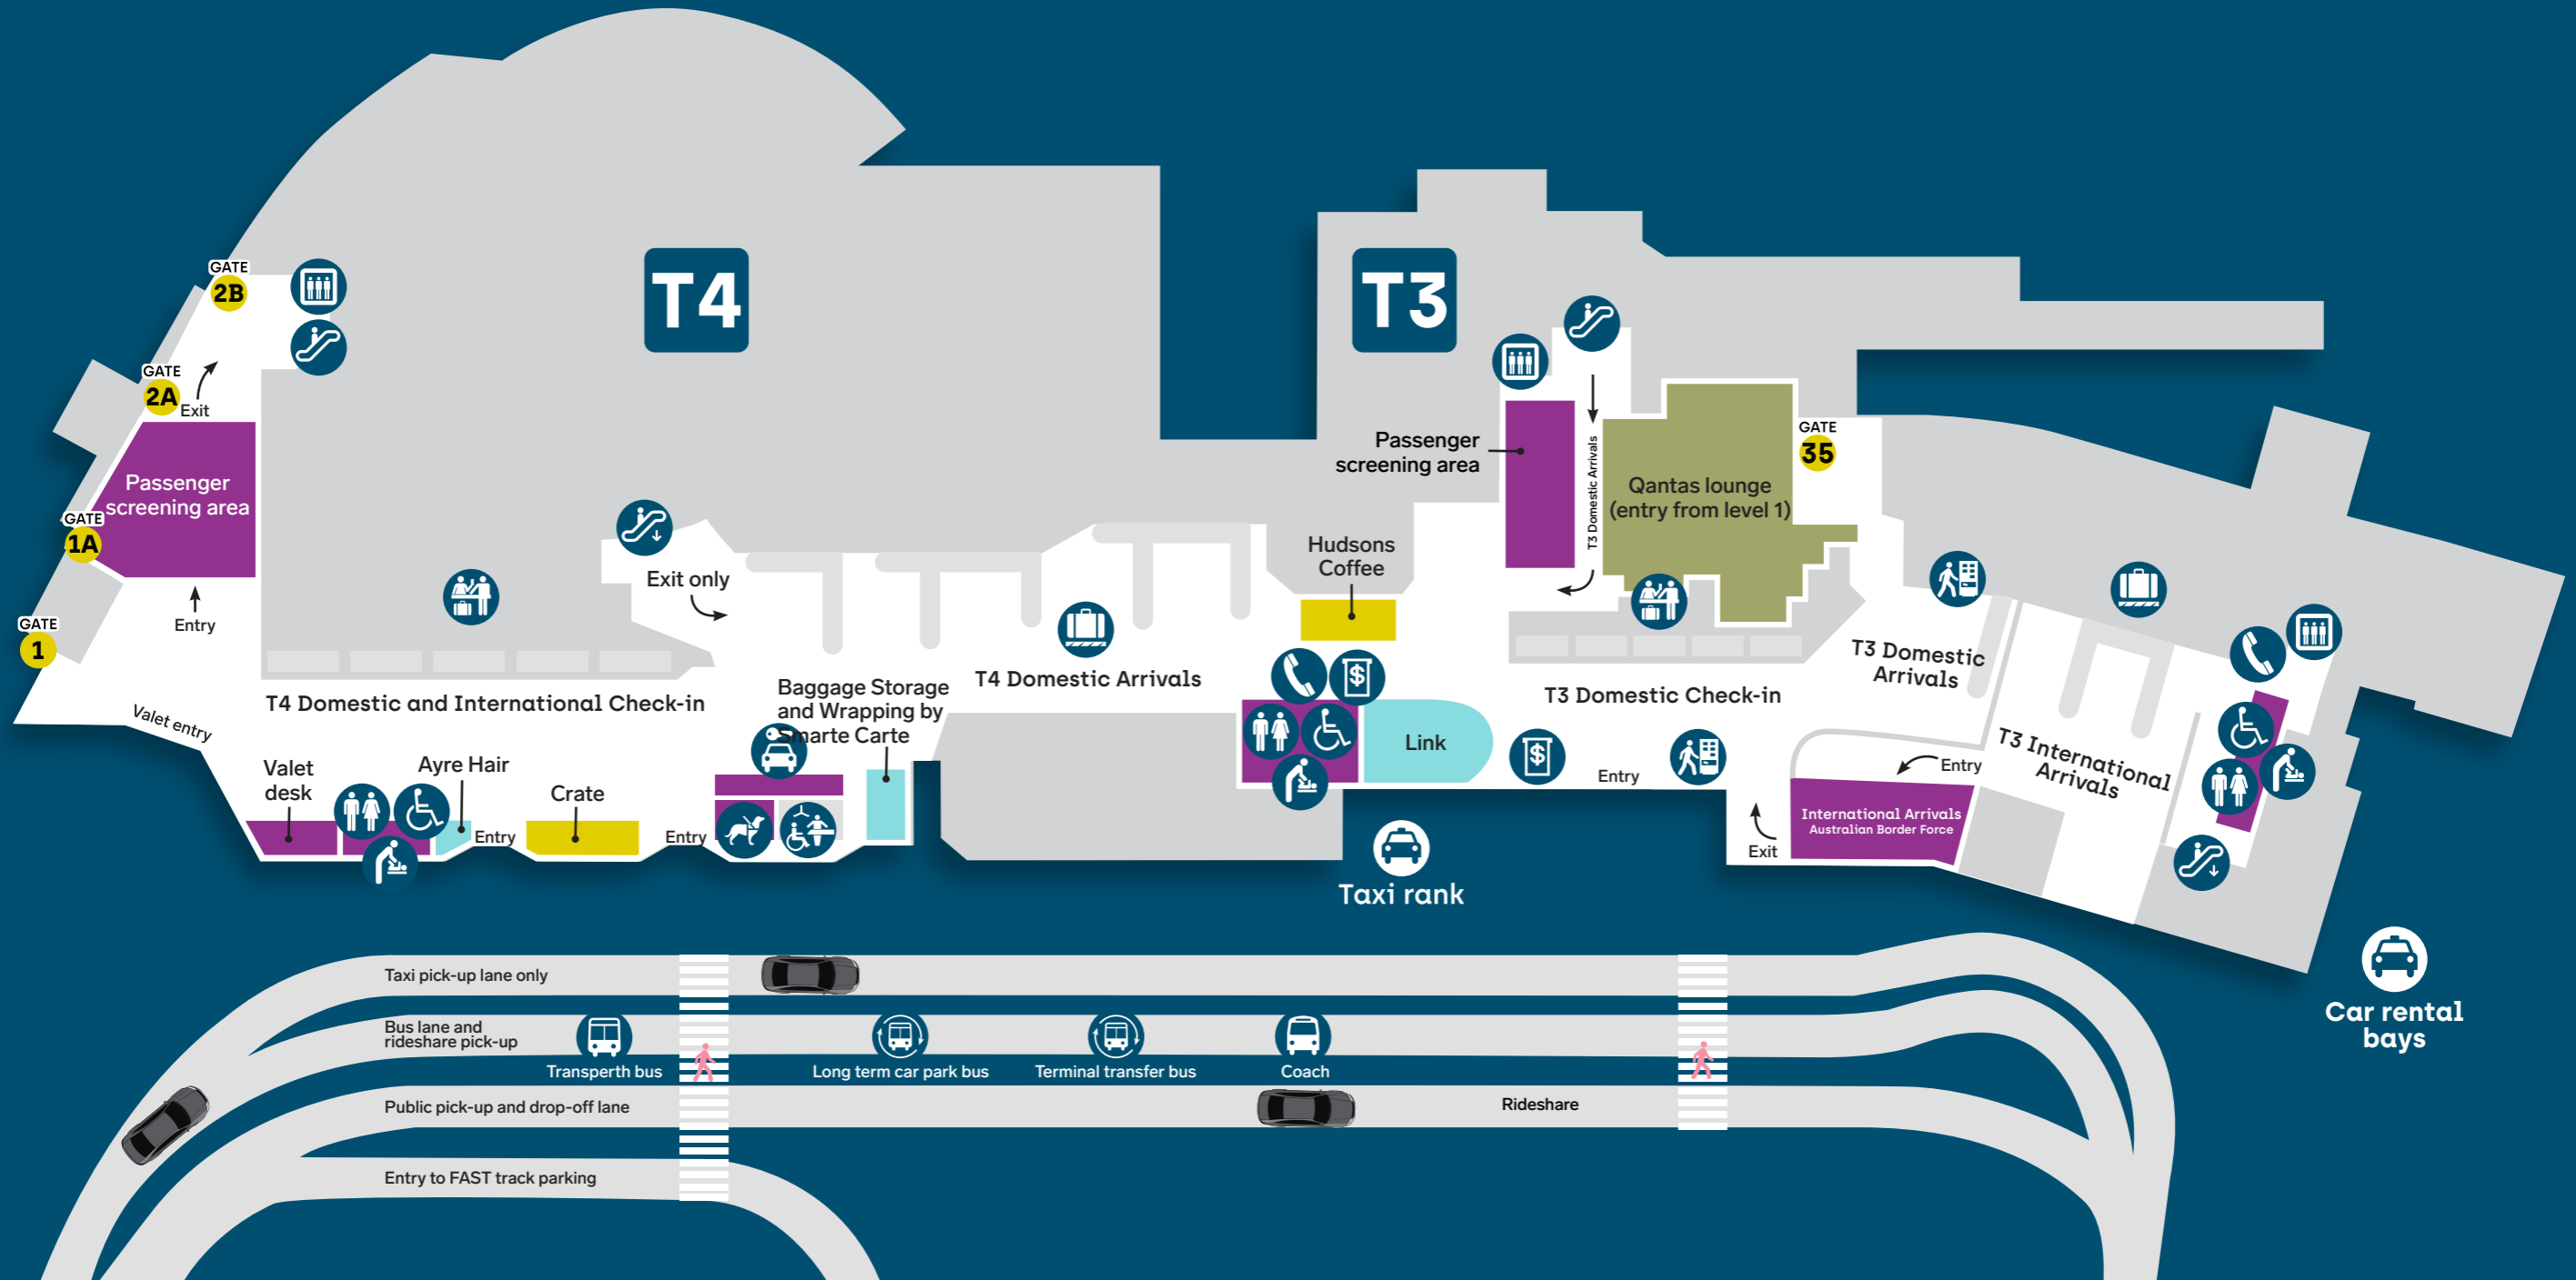 T4
T3
GATE
2B
GATE
2A
Exit
Passenger
screening area
GATE
1A
Entry
GATE
1
Valet entry
T4 Domestic and International Check-in
Valet
desk
Ayre Hair
Entry
Crate
Entry
Exit only
Baggage Storage
and Wrapping by
Smarte Carte
T4 Domestic Arrivals
Hudsons
Coffee
$
Link
Passenger
screening area
T3 Domestic Arrivals
Qantas lounge
(entry from level 1)
GATE
35
T3 Domestic Check-in
$
Entry
T3 Domestic
Arrivals
Entry
International Arrivals
Australian Border Force
Exit
T3 International
Arrivals
Taxi rank
Car rental
bays
Taxi pick-up lane only
Bus lane and
rideshare pick-up
Transperth bus
Long term car park bus
Terminal transfer bus
Coach
Public pick-up and drop-off lane
Rideshare
Entry to FAST track parking